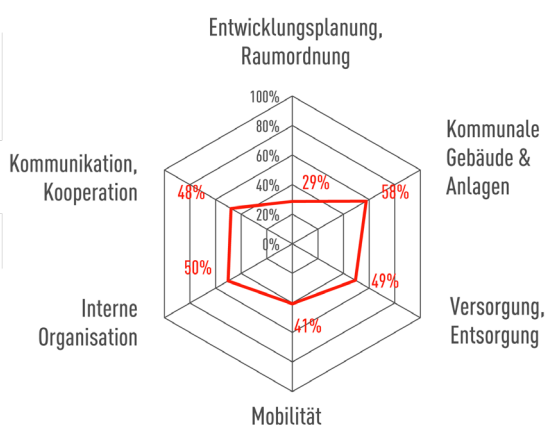 Entwicklungsplanung,
Raumordnung
100%
80%
60%
40%
20%
0%
29%
58%
49%
41%
50%
48%
Kommunale
Gebäude &
Anlagen
Versorgung,
Entsorgung
Mobilität
Interne
Organisation
Kommunikation,
Kooperation